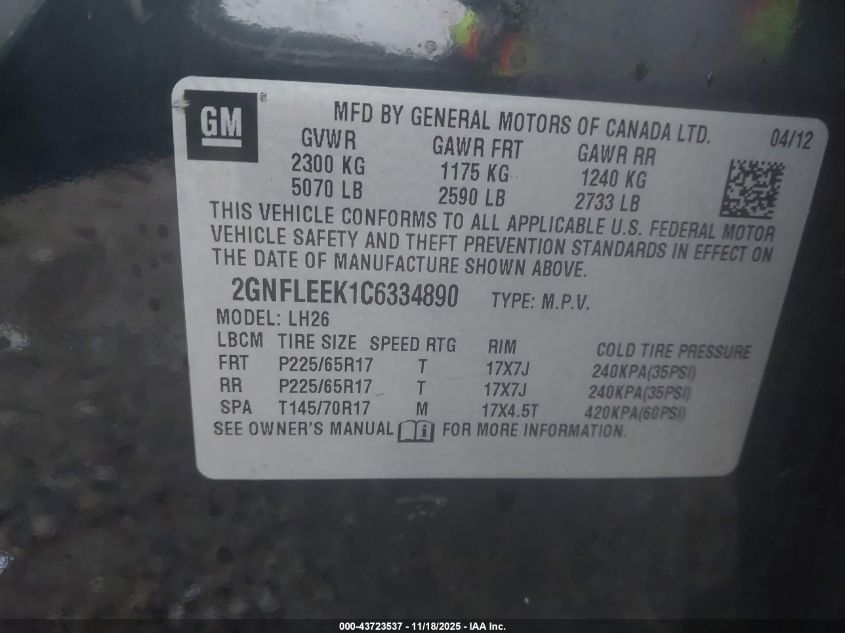 GM®
MFD BY GENERAL MOTORS OF CANADA LTD. 04/12
GVWR GAWR FRT GAWR RR
2300 KG 1175 KG 1240 KG
5070 LB 2590 LB 2733 LB
THIS VEHICLE CONFORMS TO ALL APPLICABLE U.S. FEDERAL MOTOR
VEHICLE SAFETY AND THEFT PREVENTION STANDARDS IN EFFECT ON
THE DATE OF MANUFACTURE SHOWN ABOVE.
2GNFLEEK1C6334890 TYPE: M.P.V.
MODEL: LH26
LBCM TIRE SIZE SPEED RTG RIM COLD TIRE PRESSURE
FRT P225/65R17 T 17X7J 240KPA(35PSI)
RR P225/65R17 T 17X7J 240KPA(35PSI)
SPA T145/70R17 M 17X4.5T 420KPA(60PSI)
SEE OWNER'S MANUAL i FOR MORE INFORMATION.
000-43723537 - 11/18/2025 - IAA Inc.